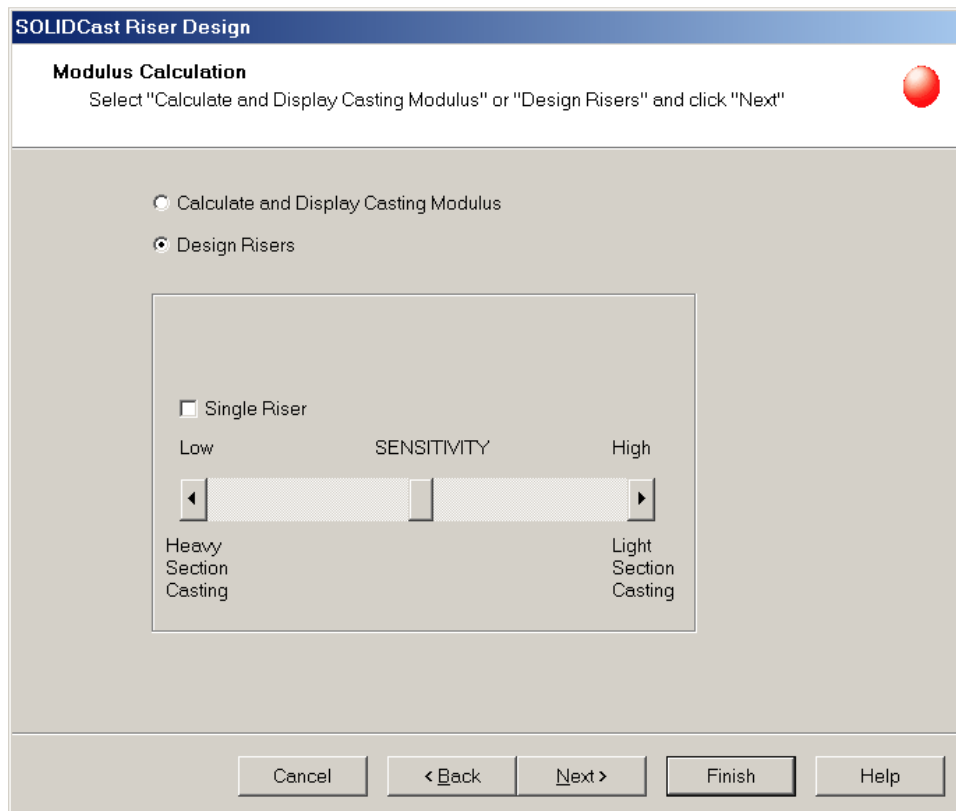 SOLIDCast Riser Design
Modulus Calculation
Select "Calculate and Display Casting Modulus" or "Design Risers" and click "Next"
Calculate and Display Casting Modulus
Design Risers
Single Riser
Low SENSITIVITY High
Heavy Section Casting
Light Section Casting
Cancel < Back Next > Finish Help